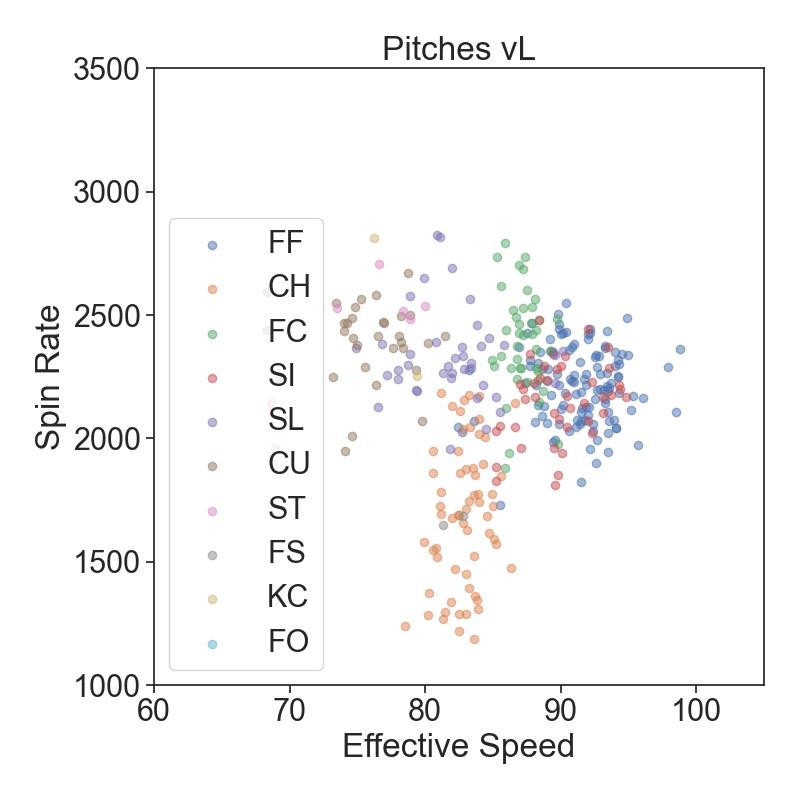 Pitches vL
3500
3000
2500
2000
1500
1000
Spin Rate
FF
CH
FC
SI
SL
CU
ST
FS
KC
FO
60 70 80 90 100
Effective Speed